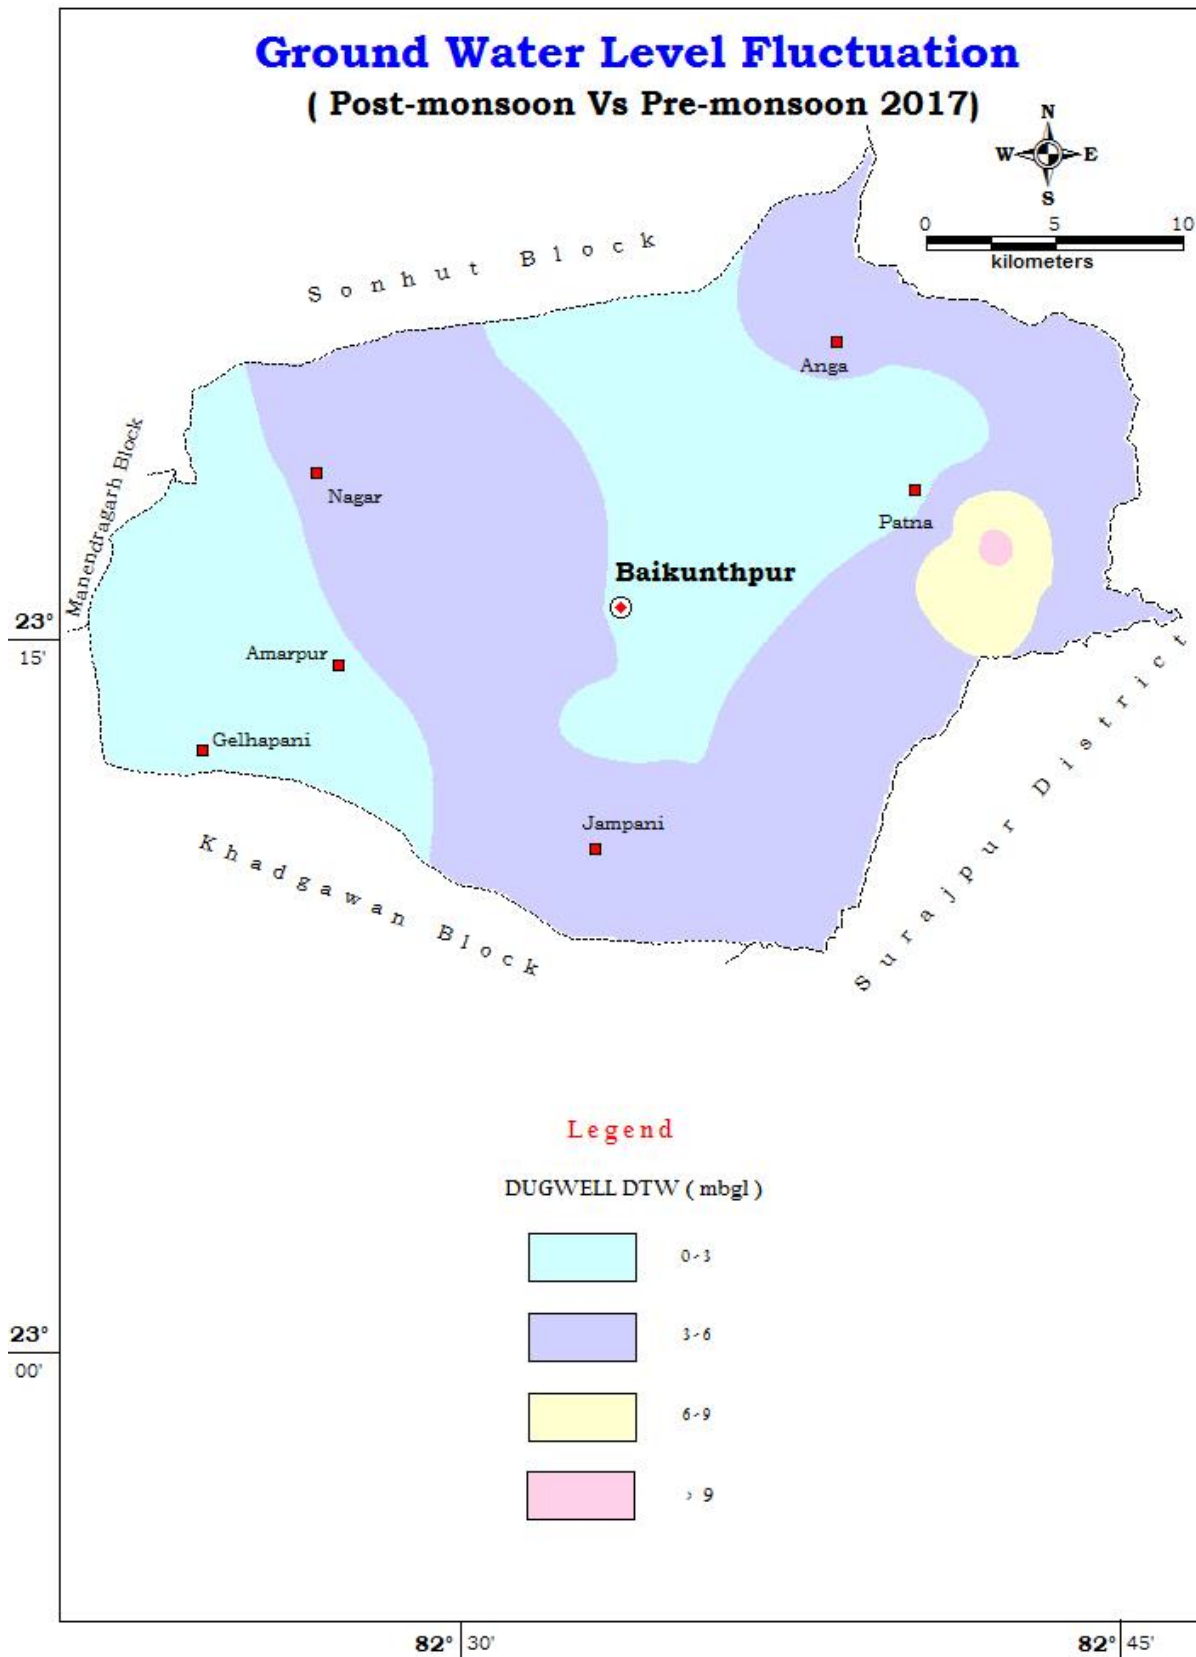 Ground Water Level Fluctuation
( Post-monsoon Vs Pre-monsoon 2017)
N
W E
S
0 5 10
kilometers
Sonhut Block
Anga
Manendragarh Block
Nagar
Patna
Baikunthpur
23°
15'
Amarpur
Gelhapani
Surajpur District
Jampani
Khadgawan Block
Legend
DUGWELL DTW ( mbgl )
0-3
3-6
23°
00'
6-9
> 9
82° 30'
82° 45'